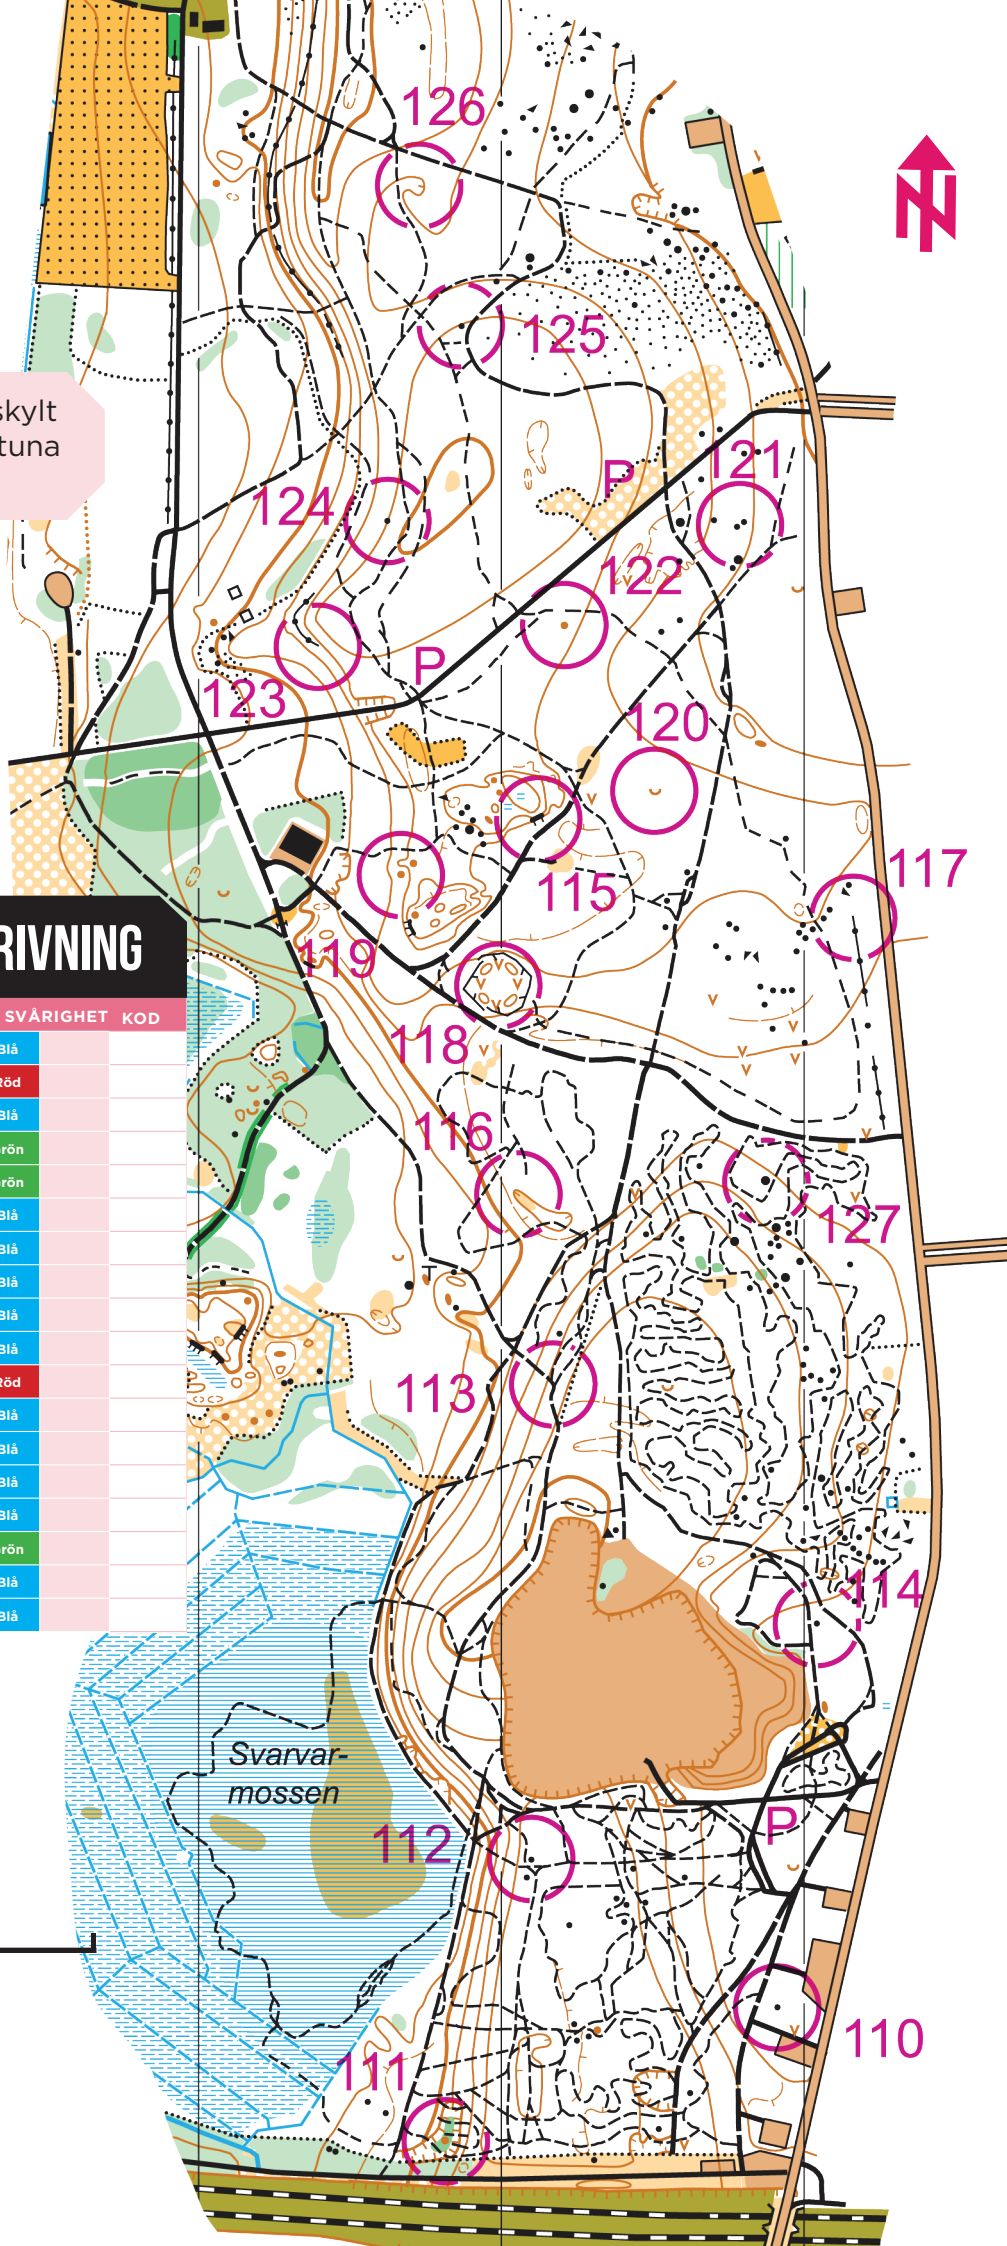 126
N
125
skylt
tuna
121
P
124
122
P
123
120
117
115
RIVNING
119
SVÅRIGHET KOD
118
Blå
Röd
Blå
116
rön
rön
Blå
127
Blå
Blå
Blå
Blå
Röd
113
Blå
Blå
Blå
Blå
rön
Blå
114
Blå
Svarvar-
mossen
P
112
110
111